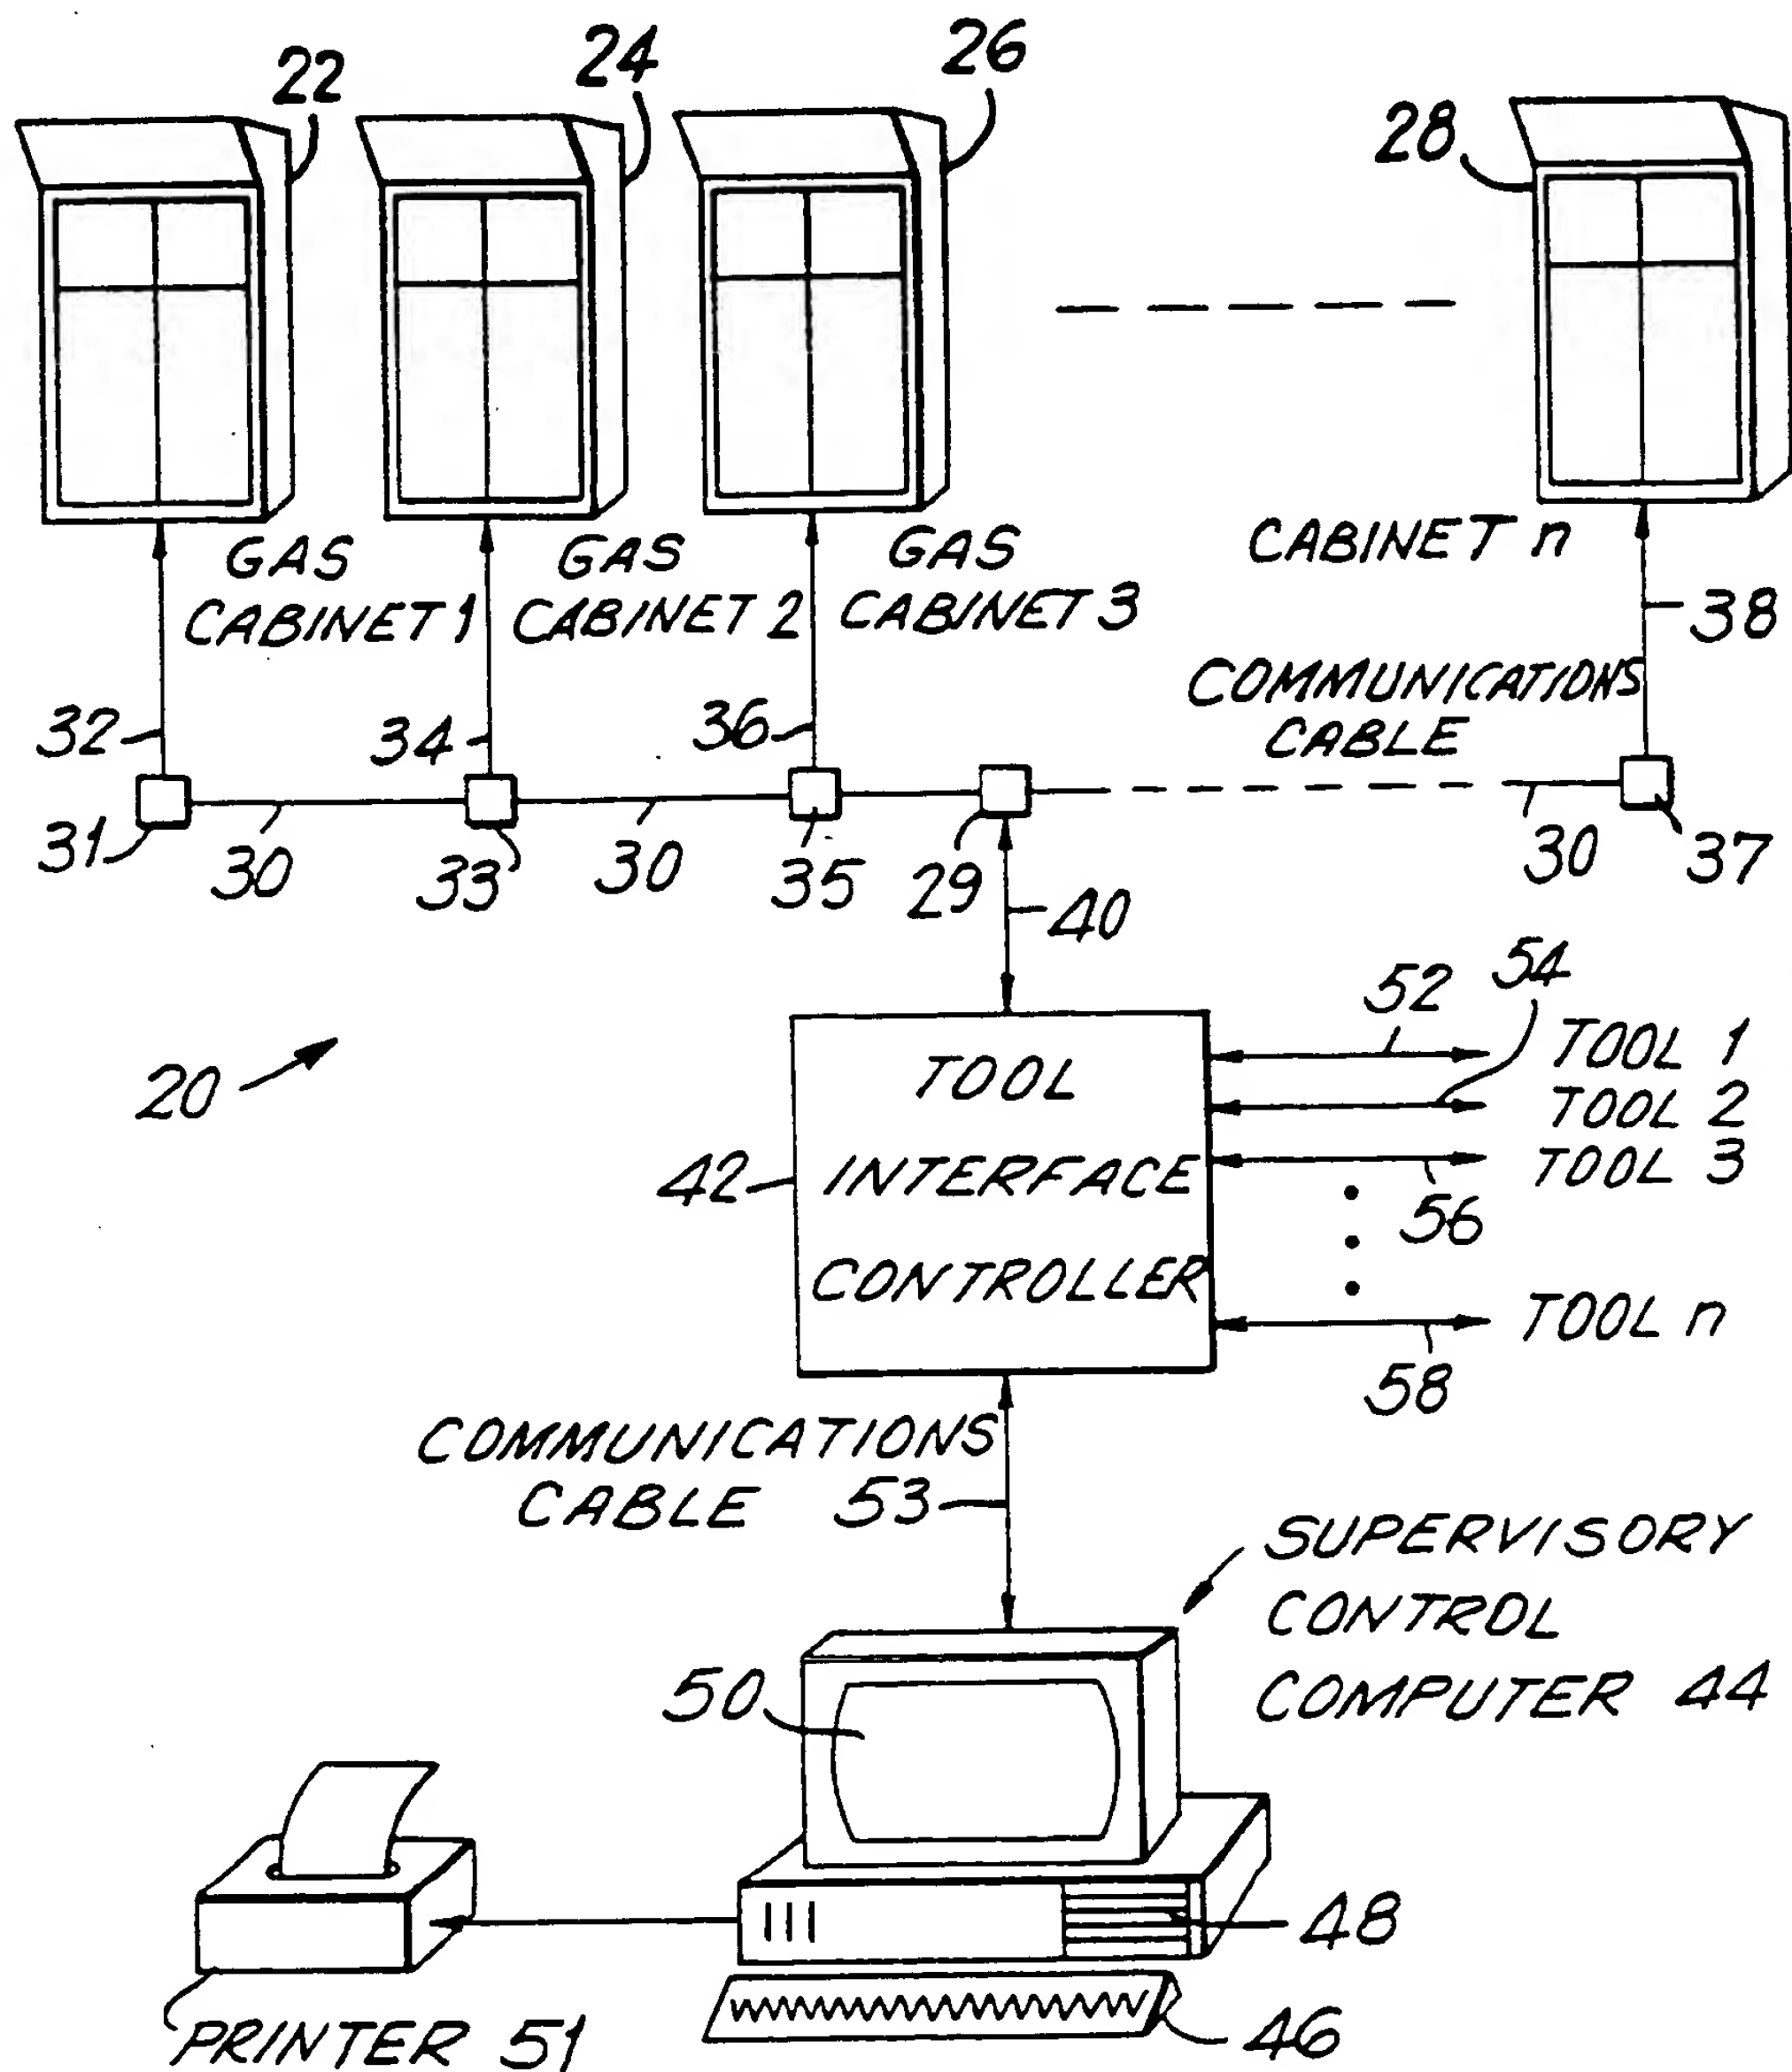 22
24
26
28
GAS
CABINET 1
GAS
CABINET 2
GAS
CABINET 3
CABINET n
38
COMMUNICATIONS
CABLE
32
34
36
31
30
33
30
35
29
30
37
40
20
42
TOOL
INTERFACE
CONTROLLER
52
54
TOOL 1
TOOL 2
TOOL 3
56
TOOL n
58
COMMUNICATIONS
CABLE
53
SUPERVISORY
CONTROL
COMPUTER 44
50
48
46
PRINTER 51